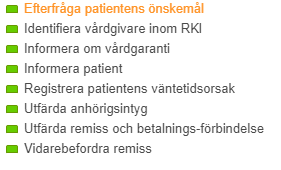 Efterfråga patientens önskemål
Identifiera vårdgivare inom RKI
Informera om vårdgaranti
Informera patient
Registrera patientens väntetidsorsak
Utfärda anhörigsintyg
Utfärda remiss och betalnings-förbindelse
Vidarebefordra remiss